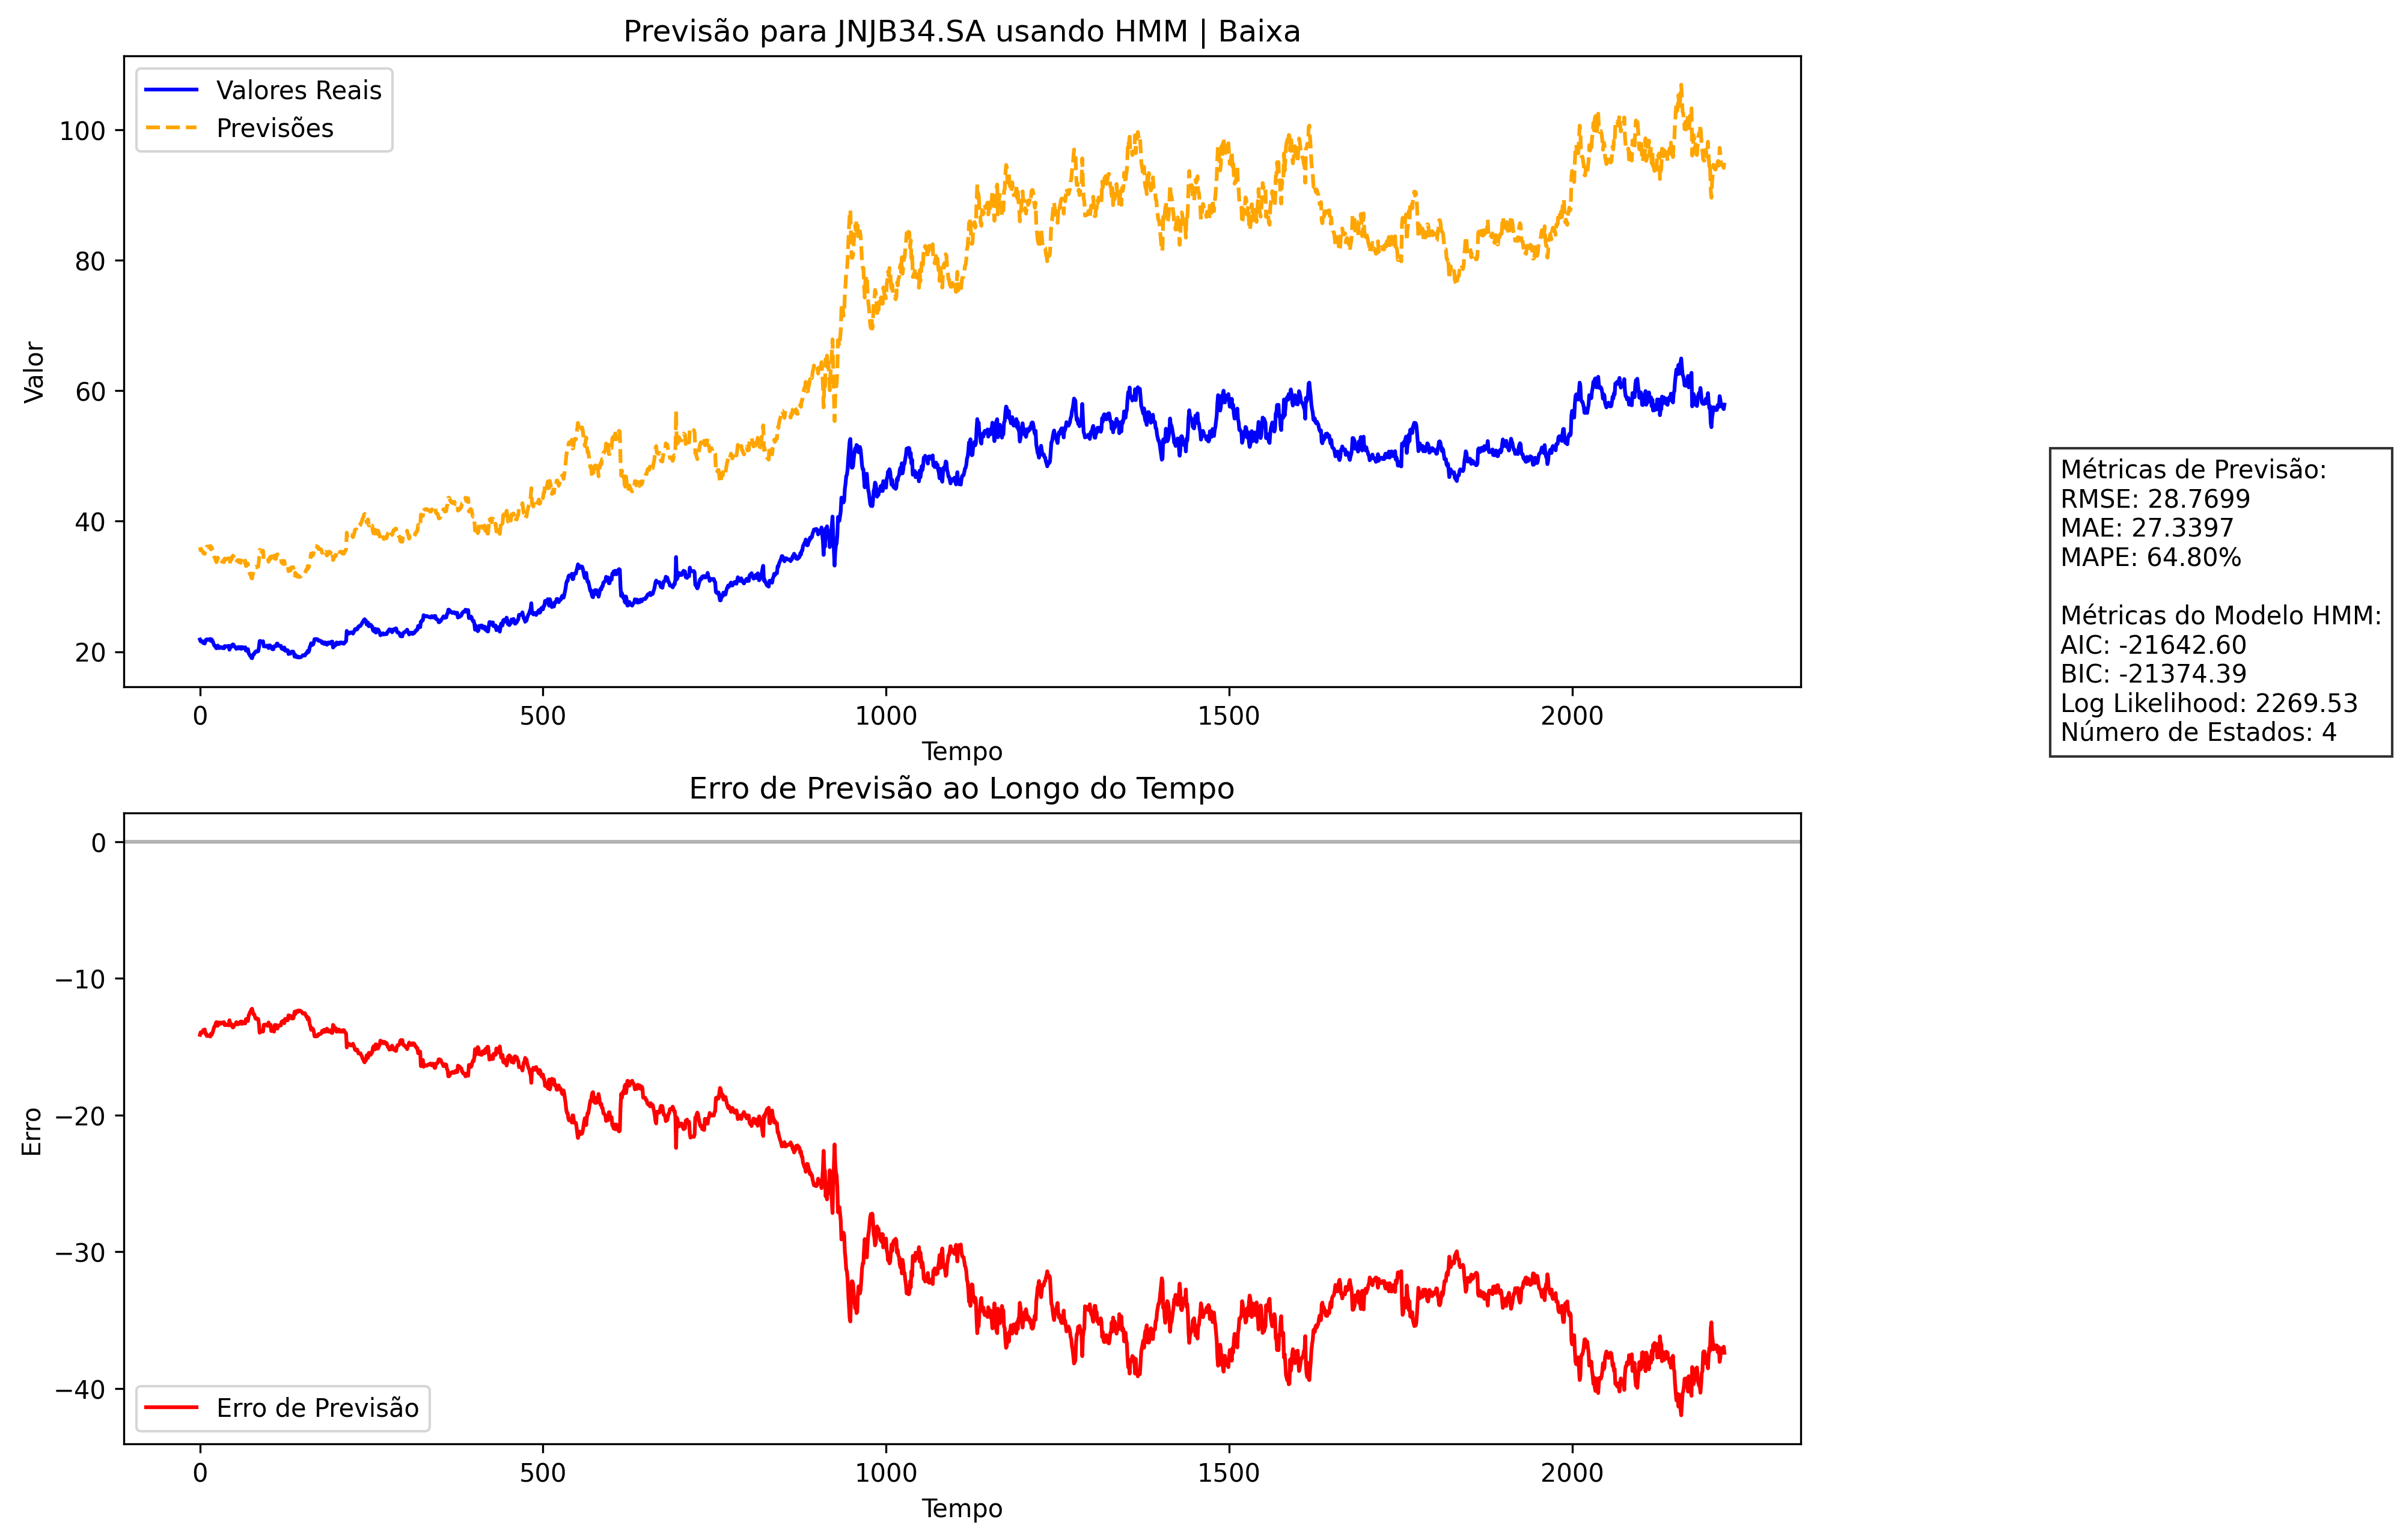 Previsão para JNJB34.SA usando HMM | Baixa
Valores Reais
Previsões
Valor
100
80
60
40
20
0
500
1000
1500
2000
Tempo
Métricas de Previsão:
RMSE: 28.7699
MAE: 27.3397
MAPE: 64.80%
Métricas do Modelo HMM:
AIC: -21642.60
BIC: -21374.39
Log Likelihood: 2269.53
Número de Estados: 4
Erro de Previsão ao Longo do Tempo
Erro
0
−10
−20
−30
−40
Erro de Previsão
0
500
1000
1500
2000
Tempo